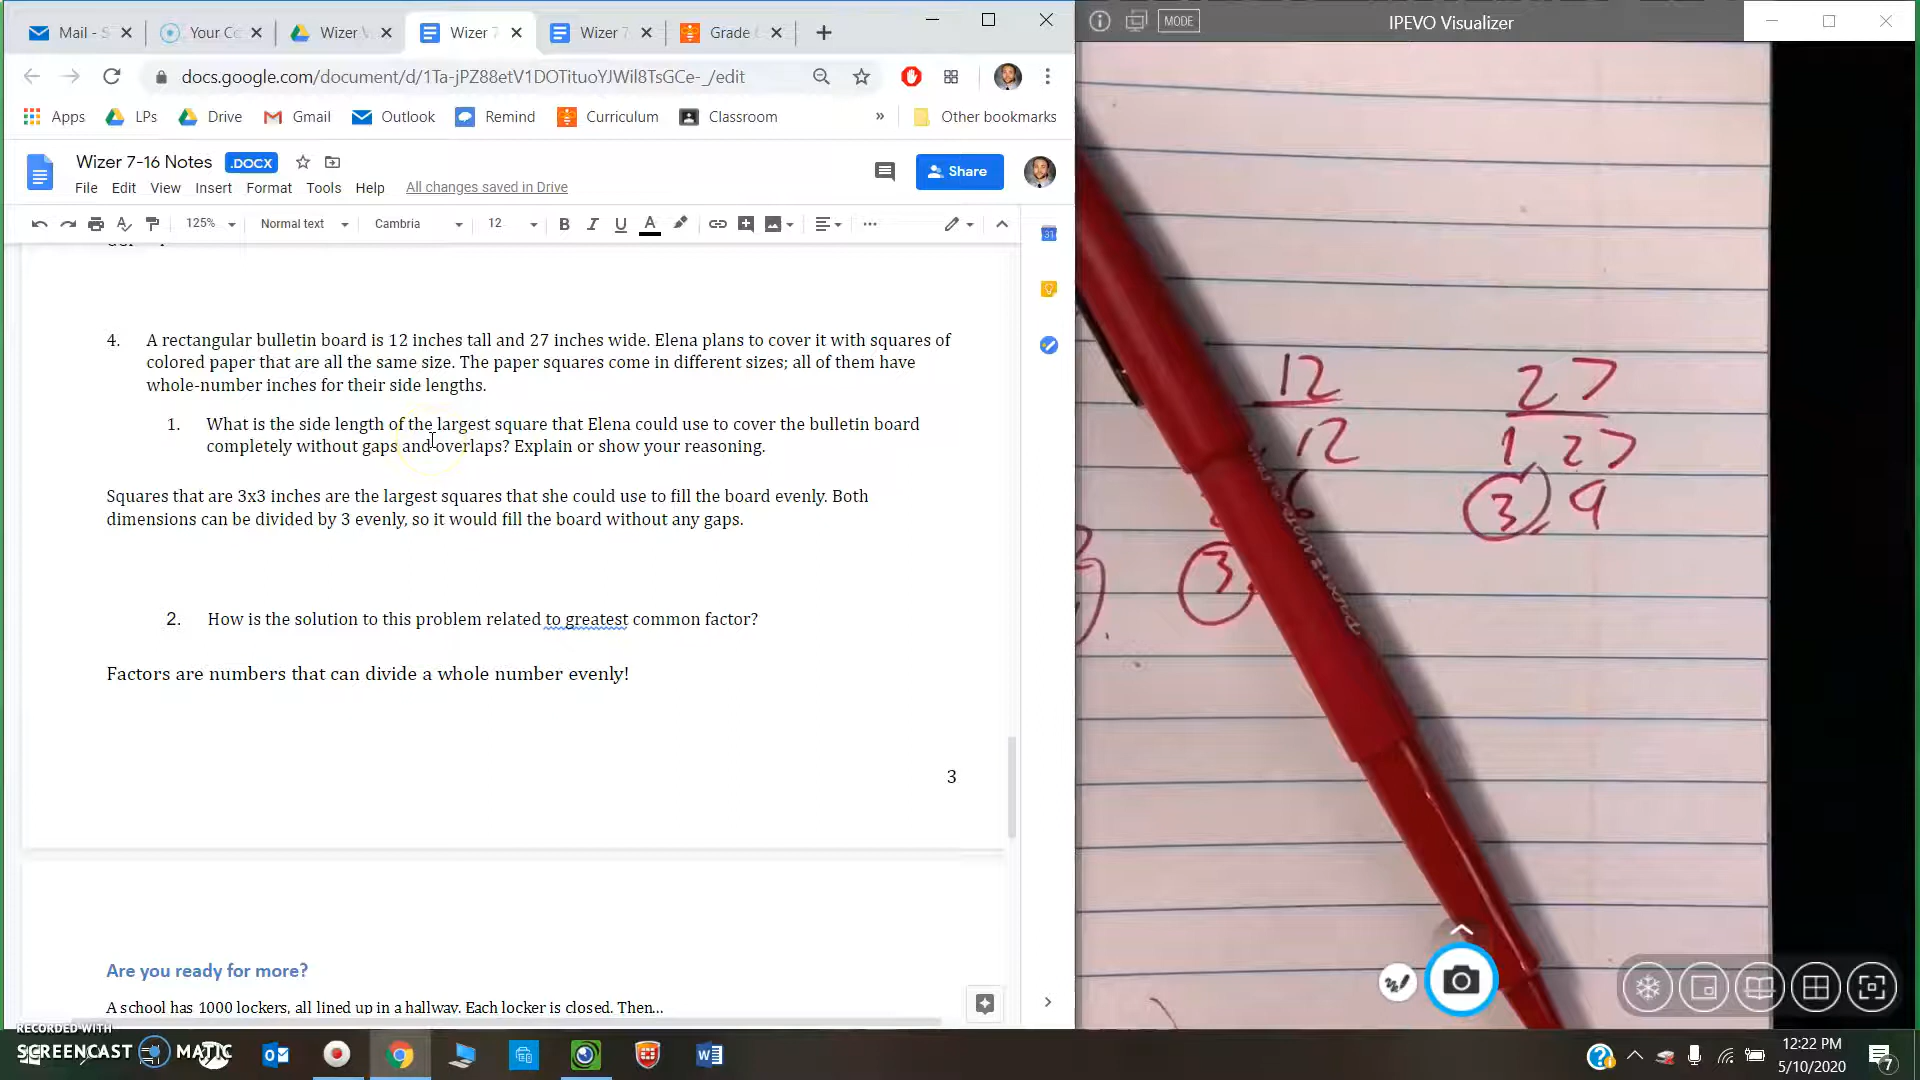 Mail - S
Your Co
Wizer V
Wizer 7
Wizer 7
Grade
IPEVO Visualizer
MODE
docs.google.com/document/d/1Ta-jPZ88etV1DOTituoYJWil8TsGCe-_/edit
Apps LPs Drive Gmail Outlook Remind Curriculum Classroom » Other bookmarks
Wizer 7-16 Notes .DOCX
Share
File Edit View Insert Format Tools Help All changes saved in Drive
125% Normal text Cambria 12 B I U A
31
4. A rectangular bulletin board is 12 inches tall and 27 inches wide. Elena plans to cover it with squares of
colored paper that are all the same size. The paper squares come in different sizes; all of them have
whole-number inches for their side lengths.
1. What is the side length of the largest square that Elena could use to cover the bulletin board
completely without gaps and overlaps? Explain or show your reasoning.
Squares that are 3x3 inches are the largest squares that she could use to fill the board evenly. Both
dimensions can be divided by 3 evenly, so it would fill the board without any gaps.
2. How is the solution to this problem related to greatest common factor?
Factors are numbers that can divide a whole number evenly!
3
Are you ready for more?
A school has 1000 lockers, all lined up in a hallway. Each locker is closed. Then...
12 27
12 1 27
3 9
3
RECORDED WITH
SCREENCAST MATIC
12:22 PM
5/10/2020
7